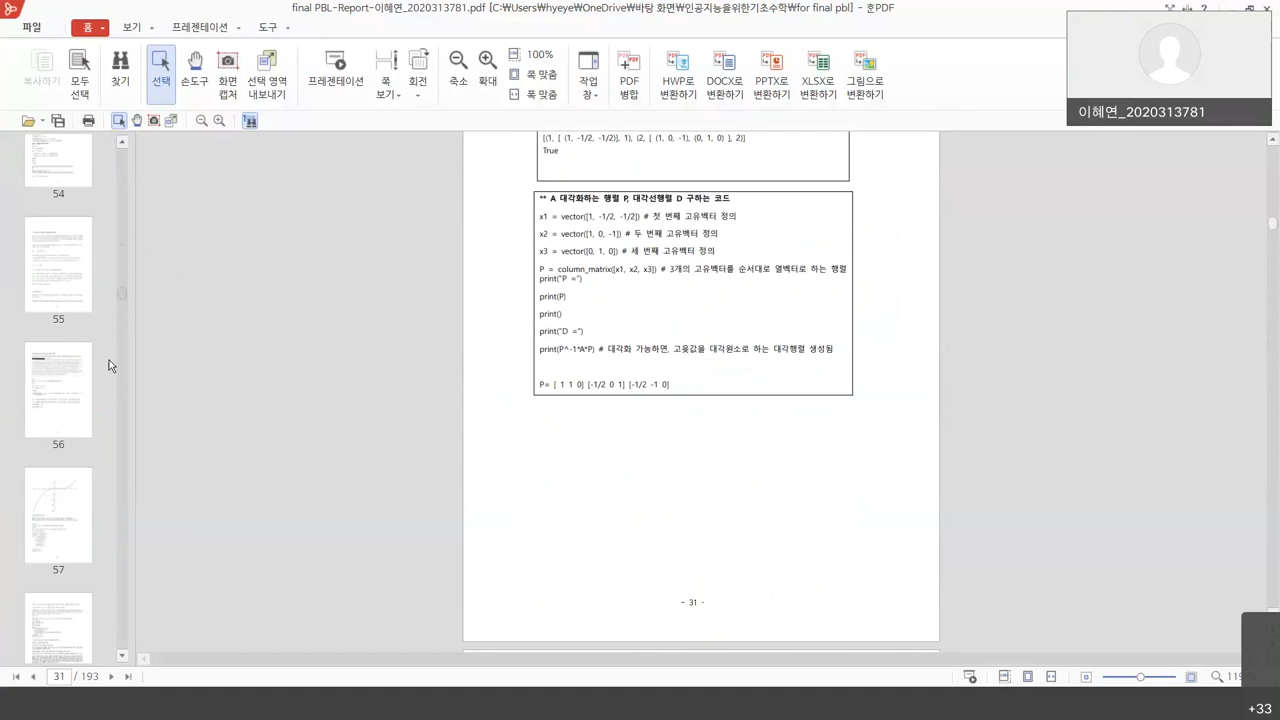 final PBL-Report-이혜연_2020313781.pdf [C:₩Users₩hyeye₩OneDrive₩바탕 화면₩인공지능을위한기초수학₩for final pbl] - 훈PDF
파일
홈
보기
프레젠테이션
도구
복사하기
모두 선택
찾기
선택
손도구
화면 캡처
선택 영역 내보내기
프레젠테이션
쪽 보기
회전
축소
확대
100%
폭 맞춤
폭 맞춤
작업 창
PDF 병합
HWP로 변환하기
DOCX로 변환하기
PPTX로 변환하기
XLSX로 변환하기
그림으로 변환하기
이혜연_2020313781
54
55
56
57
[(1, [ (1, -1/2, -1/2)], 1), (2, [ (1, 0, -1), (0, 1, 0)
True
** A 대각화하는 행렬 P, 대각선행렬 D 구하는 코드
x1 = vector([1, -1/2, -1/2]) # 첫 번째 고유벡터 정의
x2 = vector([1, 0, -1]) # 두 번째 고유벡터 정의
x3 = vector([0, 1, 0]) # 세 번째 고유벡터 정의
P = column_matrix([x1, x2, x3]) # 3개의 고유벡터를 순서대로 열벡터로 하는 행렬
print("P =")
print(P)
print()
print("D =")
print(P^-1*A*P) # 대각화 가능하면, 고윳값을 대각원소로 하는 대각행렬 생성됨
P= [ 1 1 0] [-1/2 0 1] [-1/2 -1 0]
- 31 -
31 / 193
+33